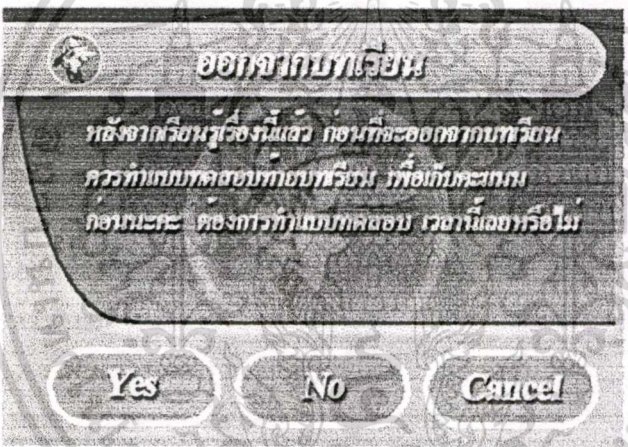 ออกจากบทเรียน
หลังจากเรียนรู้เรื่องนี้แล้ว ก่อนที่จะออกจากบทเรียน
ควรทำแบบทดสอบท้ายบทเรียน เพื่อเก็บคะแนน
ก่อนนะคะ ต้องการทำแบบทดสอบ เวลานี้เลยหรือไม่
Yes No Cancel